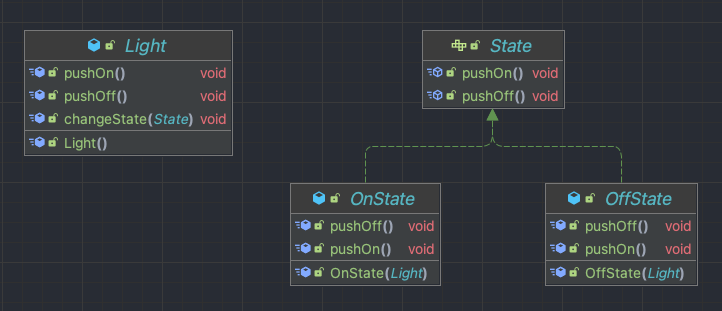 Light
pushOn() void
pushOff() void
changeState(State) void
Light()
State
pushOn() void
pushOff() void
OnState
pushOff() void
pushOn() void
OnState(Light)
OffState
pushOff() void
pushOn() void
OffState(Light)